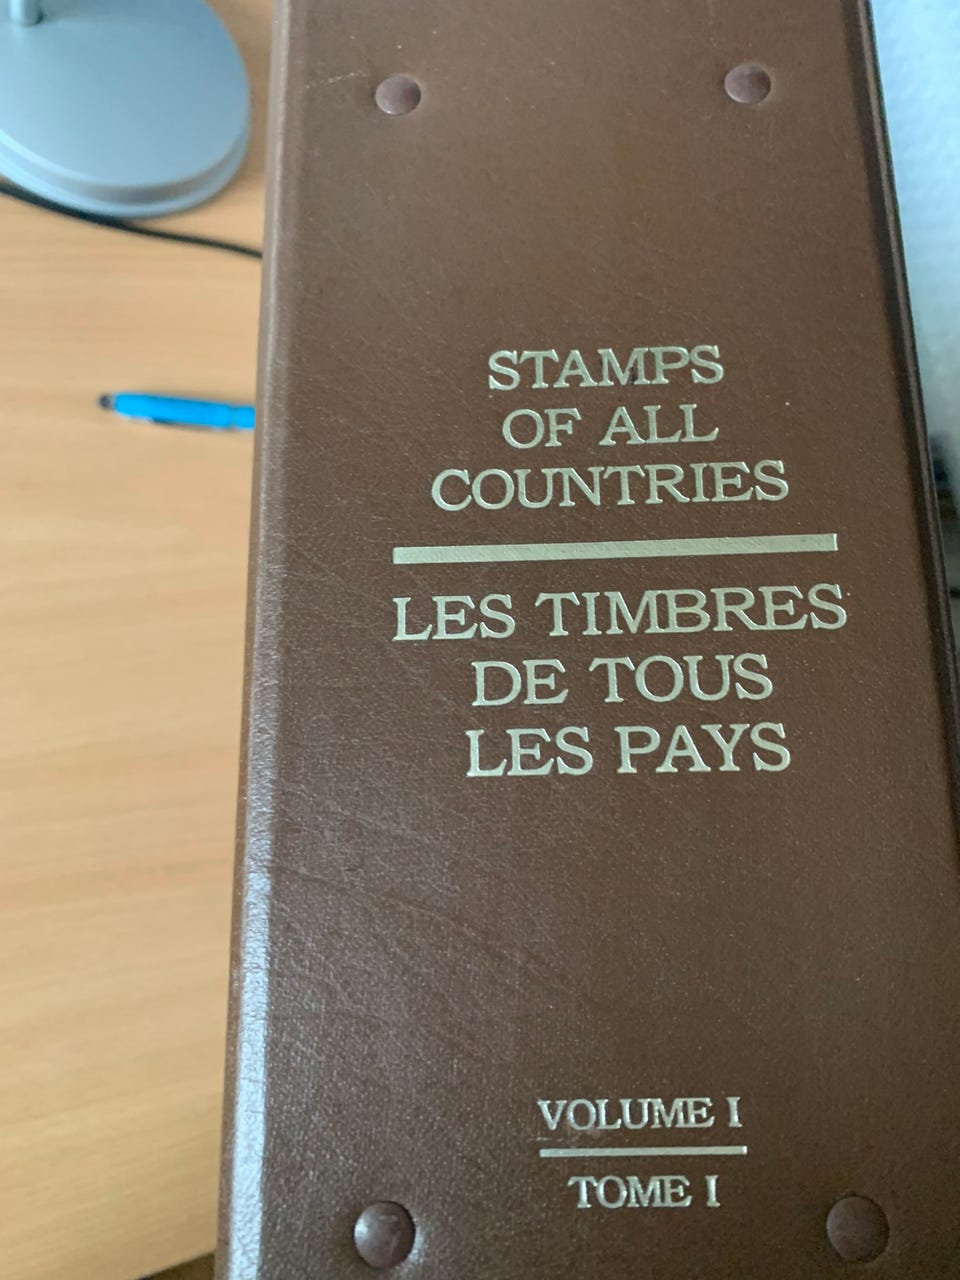 STAMPS
OF ALL
COUNTRIES
LES TIMBRES
DE TOUS
LES PAYS
VOLUME I
TOME I